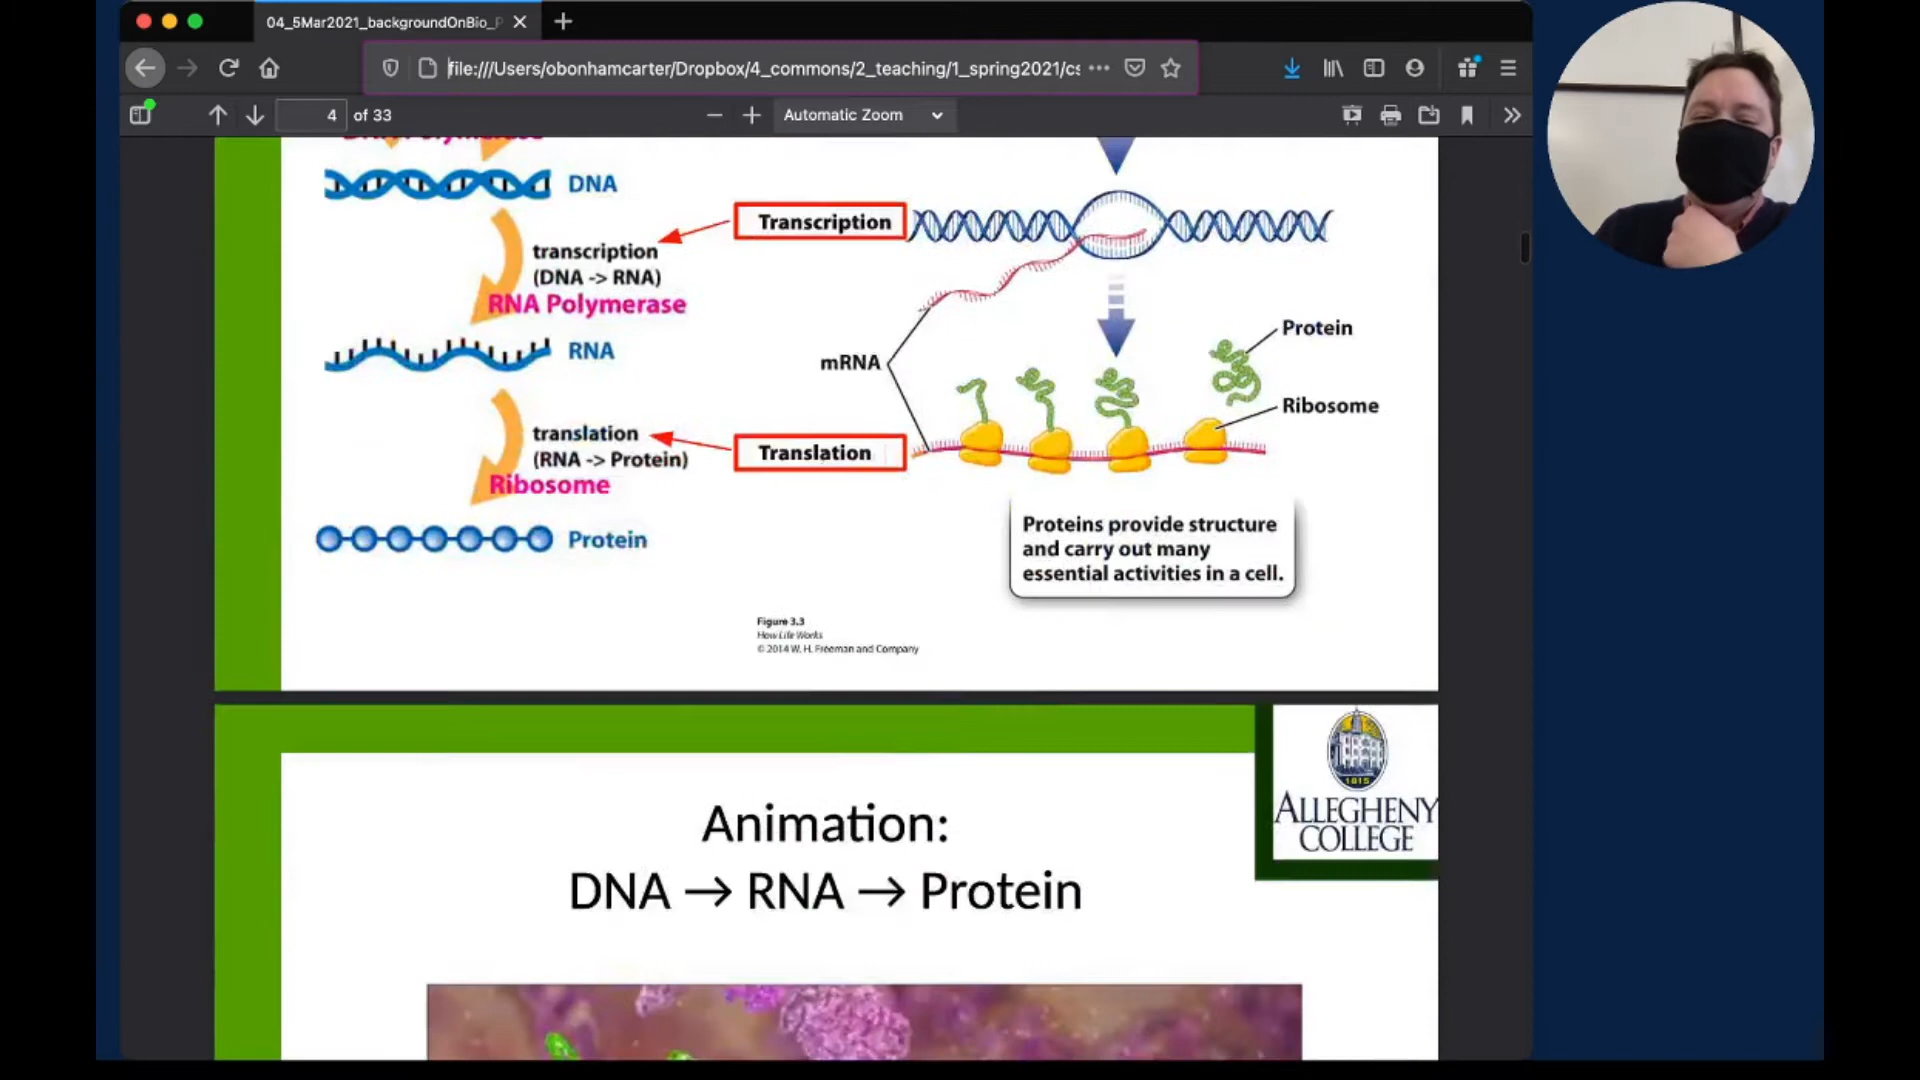 04_5Mar2021_backgroundOnBio_P
file:///Users/obonhamcarter/Dropbox/4_commons/2_teaching/1_spring2021/cs
4 of 33
Automatic Zoom
DNA Polymerase
DNA
transcription
(DNA -> RNA)
RNA Polymerase
RNA
translation
(RNA -> Protein)
Ribosome
Protein
Transcription
mRNA
Translation
Protein
Ribosome
Proteins provide structure
and carry out many
essential activities in a cell.
Figure 3.3
How Life Works
© 2014 W. H. Freeman and Company
Animation:
DNA → RNA → Protein
1815
ALLEGHENY
COLLEGE